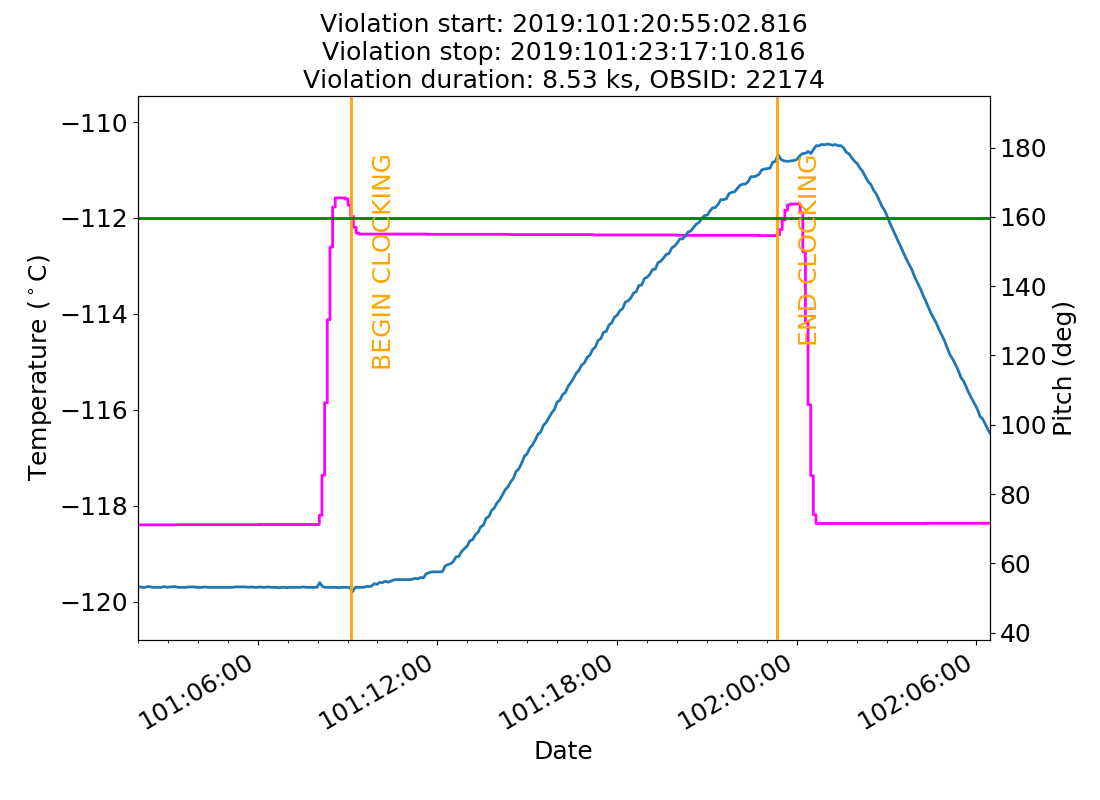 Violation start: 2019:101:20:55:02.816
Violation stop: 2019:101:23:17:10.816
Violation duration: 8.53 ks, OBSID: 22174
−110
−112
−114
−116
−118
−120
Temperature (°C)
BEGIN CLOCKING
END CLOCKING
180
160
140
120
100
80
60
40
Pitch (deg)
101:06:00
101:12:00
101:18:00
102:00:00
102:06:00
Date